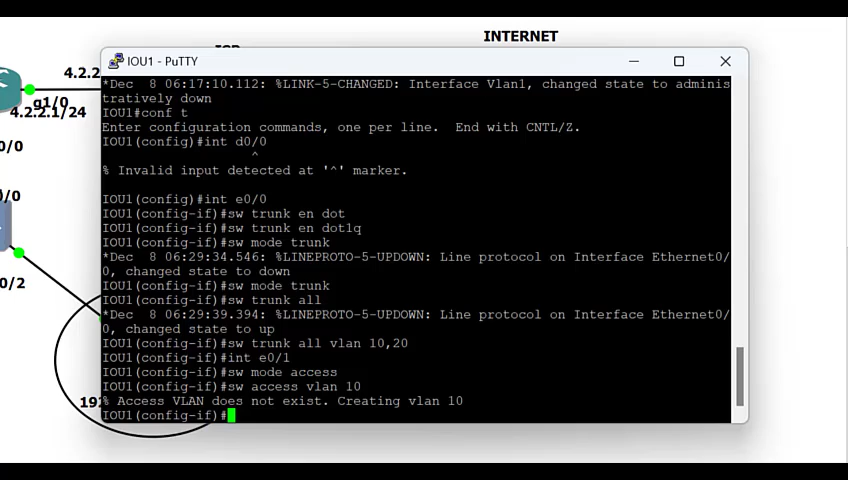 INTERNET
IOU1 - PuTTY
4.2.2
g1/0
4.2.2.1/24
0/0
/0
0/2
192
*Dec  8 06:17:10.112: %LINK-5-CHANGED: Interface Vlan1, changed state to adminis
tratively down
IOU1#conf t
Enter configuration commands, one per line.  End with CNTL/Z.
IOU1(config)#int d0/0
^
% Invalid input detected at '^' marker.
IOU1(config)#int e0/0
IOU1(config-if)#sw trunk en dot
IOU1(config-if)#sw trunk en dot1q
IOU1(config-if)#sw mode trunk
*Dec  8 06:29:34.546: %LINEPROTO-5-UPDOWN: Line protocol on Interface Ethernet0/
0, changed state to down
IOU1(config-if)#sw mode trunk
IOU1(config-if)#sw trunk all
*Dec  8 06:29:39.394: %LINEPROTO-5-UPDOWN: Line protocol on Interface Ethernet0/
0, changed state to up
IOU1(config-if)#sw trunk all vlan 10,20
IOU1(config-if)#int e0/1
IOU1(config-if)#sw mode access
IOU1(config-if)#sw access vlan 10
% Access VLAN does not exist. Creating vlan 10
IOU1(config-if)#